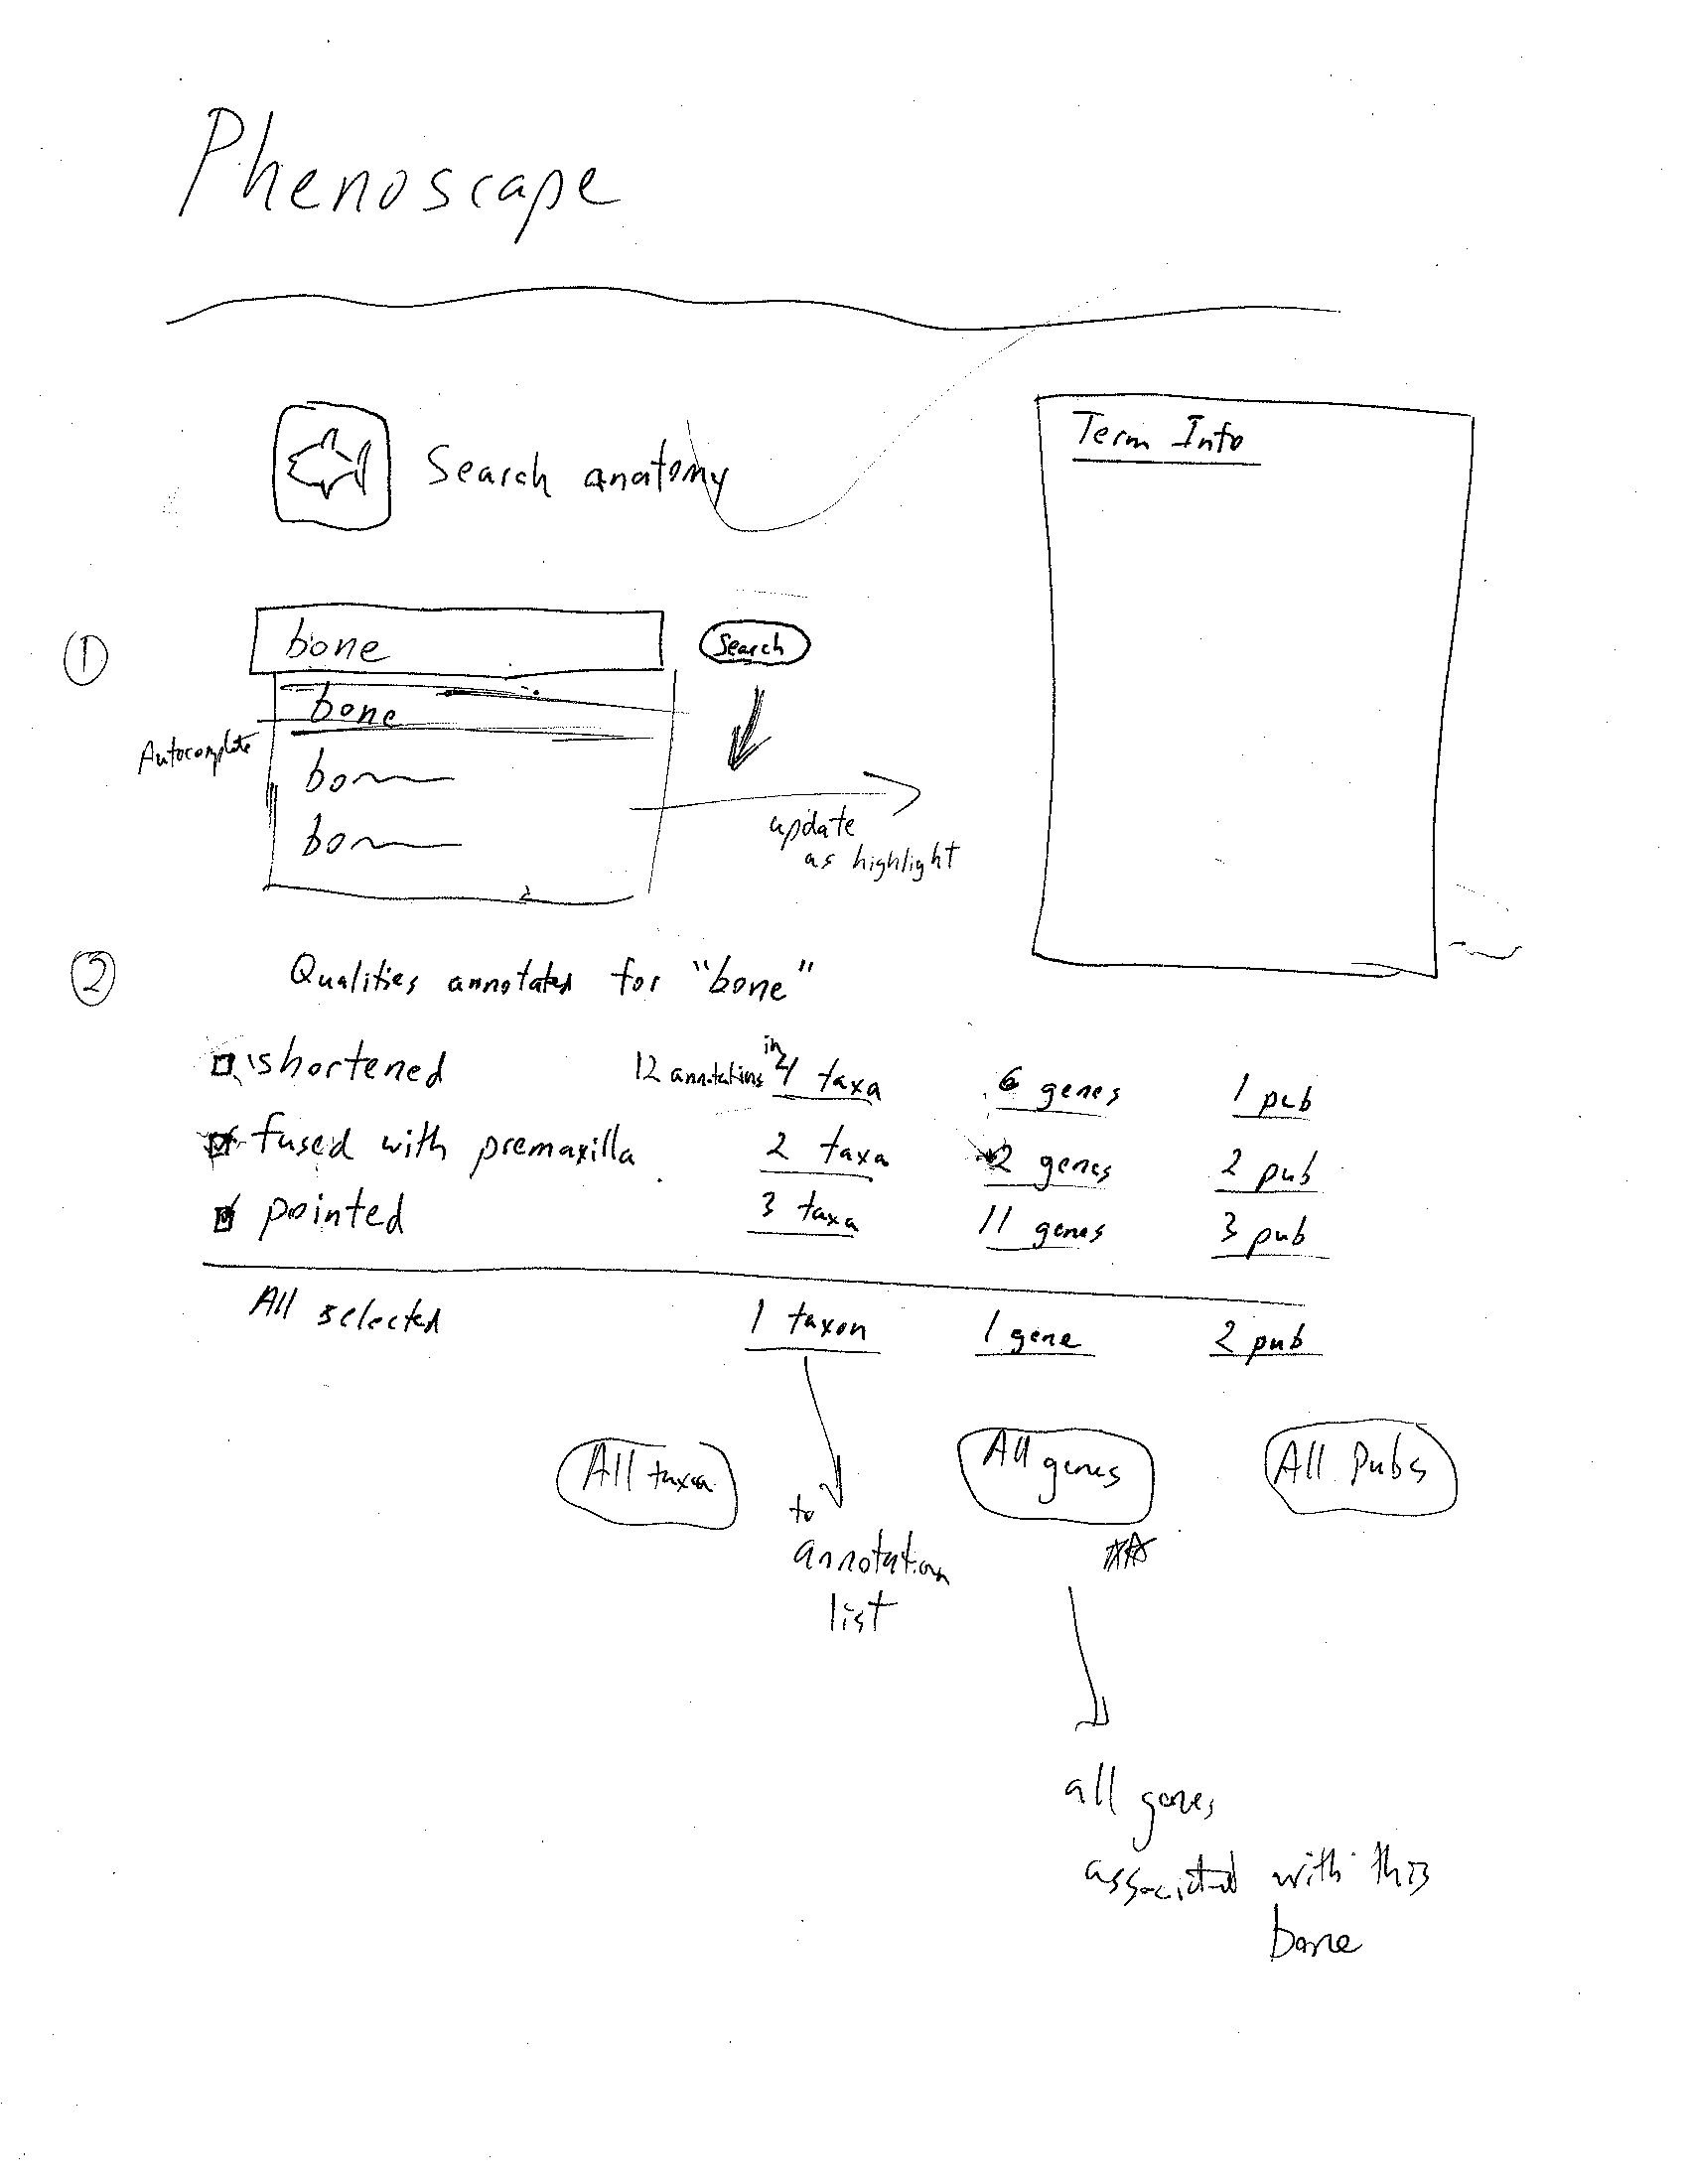 Phenoscape
Search anatomy
Term Info
1
bone
Search
bone
Autocomplete
bo
bo
update
as highlight
2
Qualities annotated for "bone"
shortened 12 annotations in 4 taxa 6 genes 1 pub
fused with premaxilla 2 taxa 2 genes 2 pub
pointed 3 taxa 11 genes 3 pub
All selected 1 taxon 1 gene 2 pub
All taxa All genes All Pubs
to
annotation
list
all genes
associated with this
bone